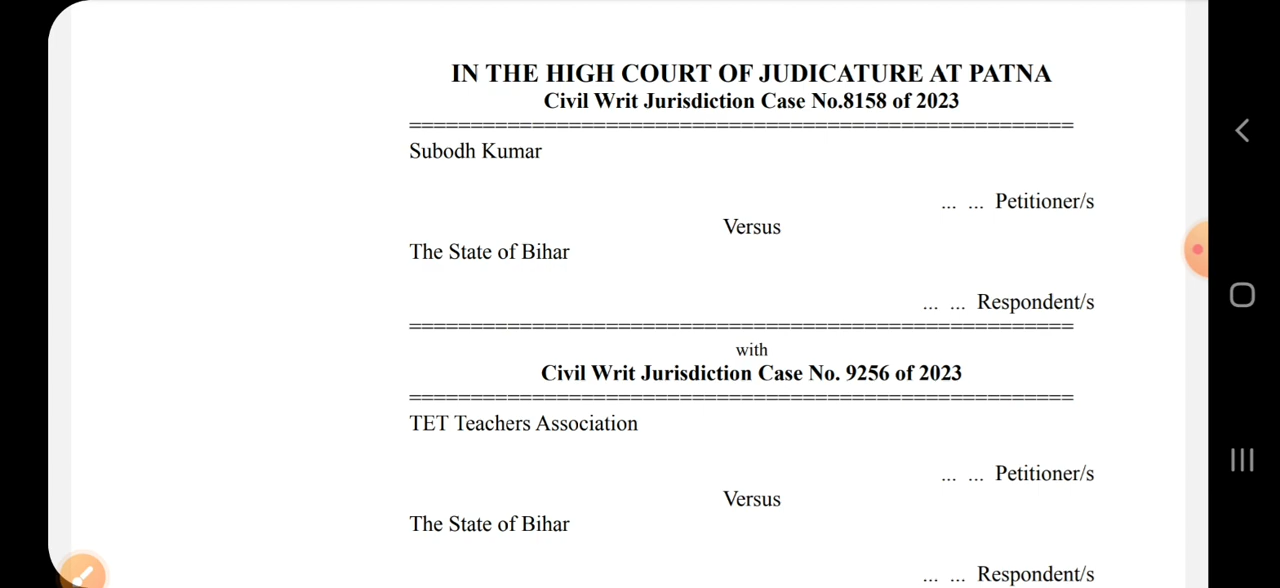 IN THE HIGH COURT OF JUDICATURE AT PATNA
Civil Writ Jurisdiction Case No.8158 of 2023
======================================================
Subodh Kumar
... ... Petitioner/s
Versus
The State of Bihar
... ... Respondent/s
======================================================
with
Civil Writ Jurisdiction Case No. 9256 of 2023
======================================================
TET Teachers Association
... ... Petitioner/s
Versus
The State of Bihar
... ... Respondent/s